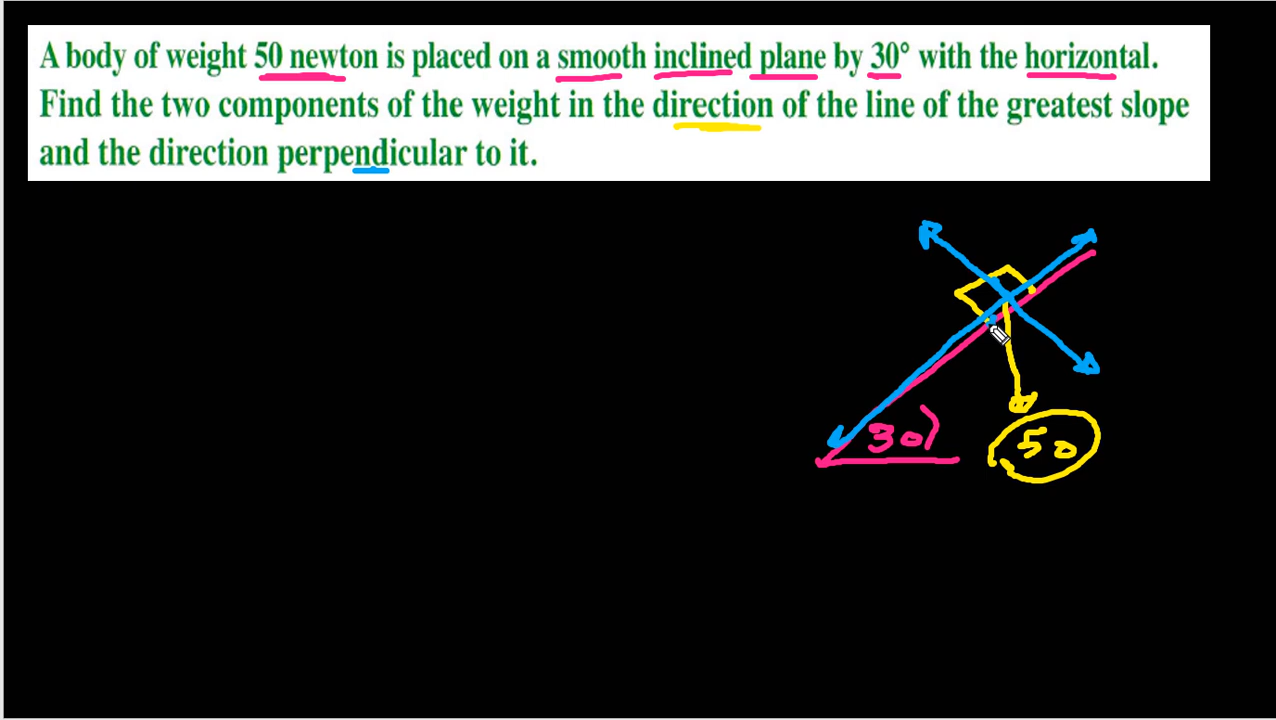 A body of weight 50 newton is placed on a smooth inclined plane by 30° with the horizontal.
Find the two components of the weight in the direction of the line of the greatest slope
and the direction perpendicular to it.
30
50